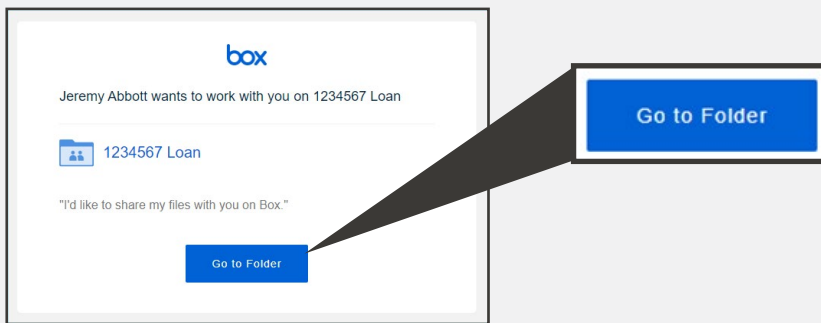 box
Jeremy Abbott wants to work with you on 1234567 Loan
1234567 Loan
"I'd like to share my files with you on Box."
Go to Folder
Go to Folder